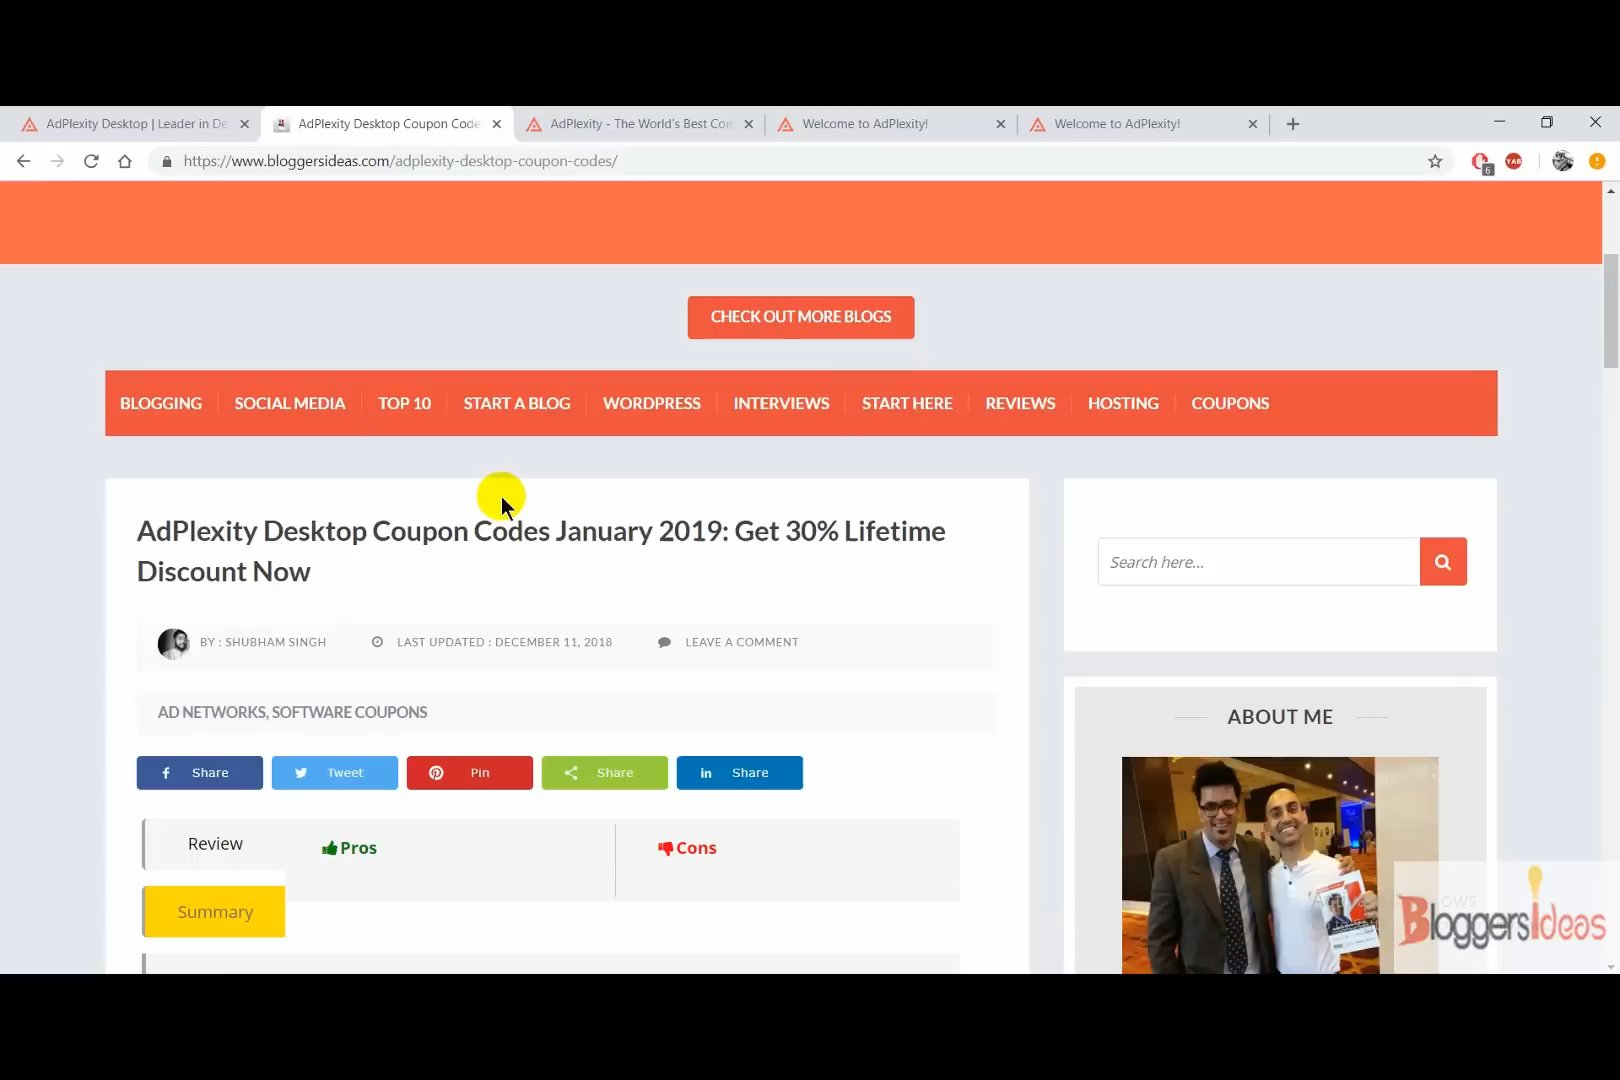 AdPlexity Desktop | Leader in De
AdPlexity Desktop Coupon Code
AdPlexity - The World's Best Con
Welcome to AdPlexity!
Welcome to AdPlexity!
https://www.bloggersideas.com/adplexity-desktop-coupon-codes/
6
YAB
CHECK OUT MORE BLOGS
BLOGGING SOCIAL MEDIA TOP 10 START A BLOG WORDPRESS INTERVIEWS START HERE REVIEWS HOSTING COUPONS
AdPlexity Desktop Coupon Codes January 2019: Get 30% Lifetime
Discount Now
BY : SHUBHAM SINGH LAST UPDATED : DECEMBER 11, 2018 LEAVE A COMMENT
AD NETWORKS, SOFTWARE COUPONS
Share Tweet Pin Share Share
Review
Pros
Cons
Summary
Search here...
ABOUT ME
BloggersIdeas